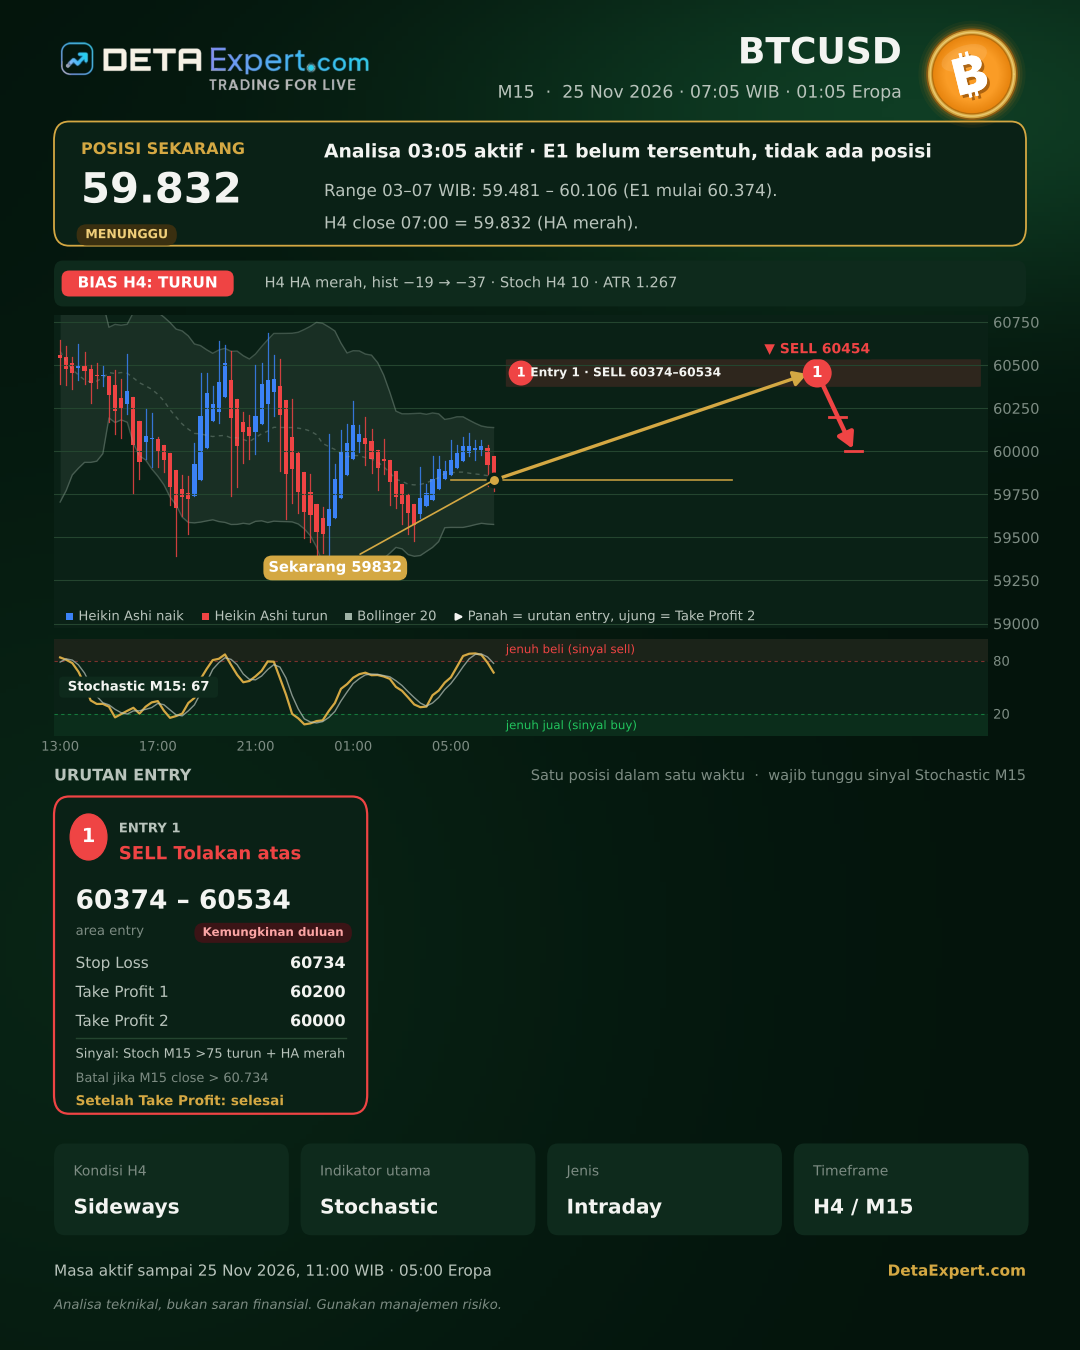 DETA Expert.com
TRADING FOR LIVE
BTCUSD
M15 · 25 Nov 2026 · 07:05 WIB · 01:05 Eropa
POSISI SEKARANG
59.832
MENUNGGU
Analisa 03:05 aktif · E1 belum tersentuh, tidak ada posisi
Range 03–07 WIB: 59.481 – 60.106 (E1 mulai 60.374).
H4 close 07:00 = 59.832 (HA merah).
BIAS H4: TURUN
H4 HA merah, hist −19 → −37 · Stoch H4 10 · ATR 1.267
60750
▼ SELL 60454
60500
1 Entry 1 · SELL 60374–60534
1
60250
60000
59750
59500
Sekarang 59832
59250
Heikin Ashi naik
Heikin Ashi turun
Bollinger 20
Panah = urutan entry, ujung = Take Profit 2
59000
jenuh beli (sinyal sell)
80
Stochastic M15: 67
20
jenuh jual (sinyal buy)
13:00 17:00 21:00 01:00 05:00
URUTAN ENTRY
Satu posisi dalam satu waktu · wajib tunggu sinyal Stochastic M15
1
ENTRY 1
SELL Tolakan atas
60374 – 60534
area entry
Kemungkinan duluan
Stop Loss 60734
Take Profit 1 60200
Take Profit 2 60000
Sinyal: Stoch M15 >75 turun + HA merah
Batal jika M15 close > 60.734
Setelah Take Profit: selesai
Kondisi H4
Sideways
Indikator utama
Stochastic
Jenis
Intraday
Timeframe
H4 / M15
Masa aktif sampai 25 Nov 2026, 11:00 WIB · 05:00 Eropa
DetaExpert.com
Analisa teknikal, bukan saran finansial. Gunakan manajemen risiko.